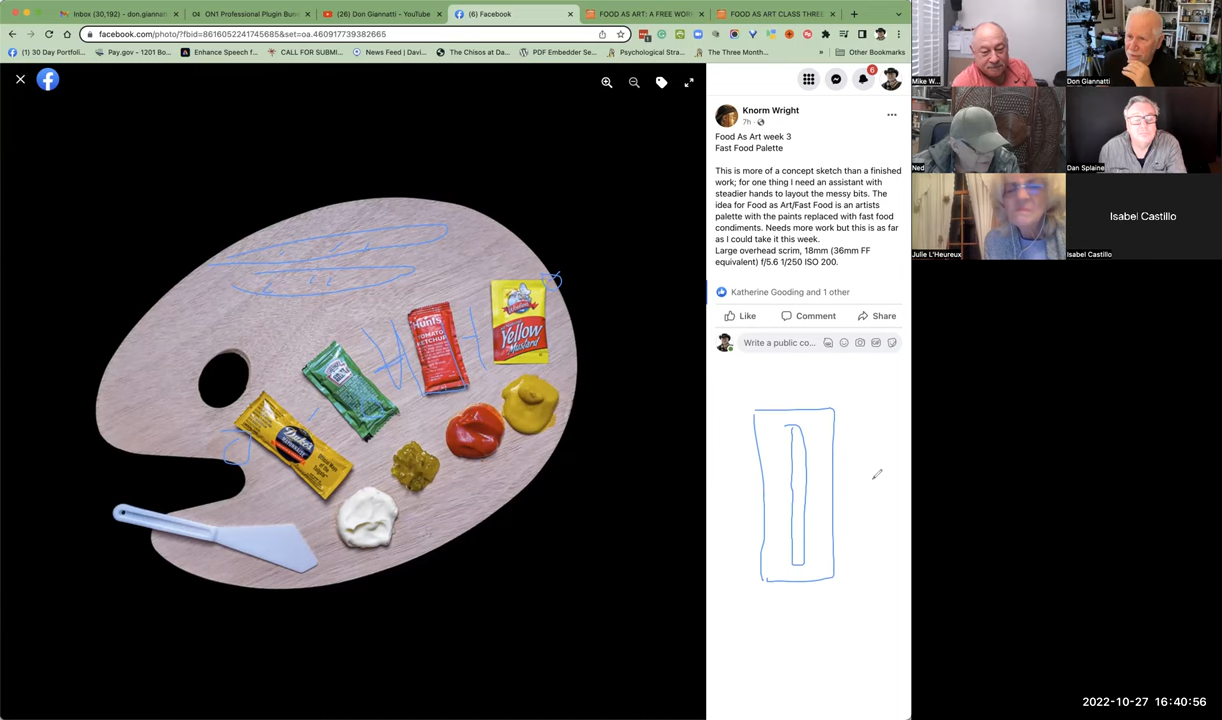 Inbox (30,192) - don.giannat
ON1 Professional Plugin Bun
(26) Don Giannatti - YouTube
(6) Facebook
FOOD AS ART: A FREE WOR
FOOD AS ART CLASS THREE
facebook.com/photo/?fbid=8616052241745685&set=oa.460917739382665
(1) 30 Day Portfoli...
Pay.gov - 1201 Bo...
Enhance Speech f...
CALL FOR SUBMI...
News Feed | Davi...
The Chisos at Da...
PDF Embedder Se...
Psychological Stra...
The Three Month...
Other Bookmarks
6
Knorm Wright
7h
Food As Art week 3
Fast Food Palette
This is more of a concept sketch than a finished
work; for one thing I need an assistant with
steadier hands to layout the messy bits. The
idea for Food as Art/Fast Food is an artists
palette with the paints replaced with fast food
condiments. Needs more work but this is as far
as I could take it this week.
Large overhead scrim, 18mm (36mm FF
equivalent) f/5.6 1/250 ISO 200.
Katherine Gooding and 1 other
Like
Comment
Share
Write a public co...
Hunt's
TOMATO
KETCHUP
Yellow
Mustard
Duke's
MAYONNAISE
Mike W...
Don Giannatti
Ned
Dan Splaine
Julie L'Heureux
Isabel Castillo
Isabel Castillo
2022-10-27 16:40:56